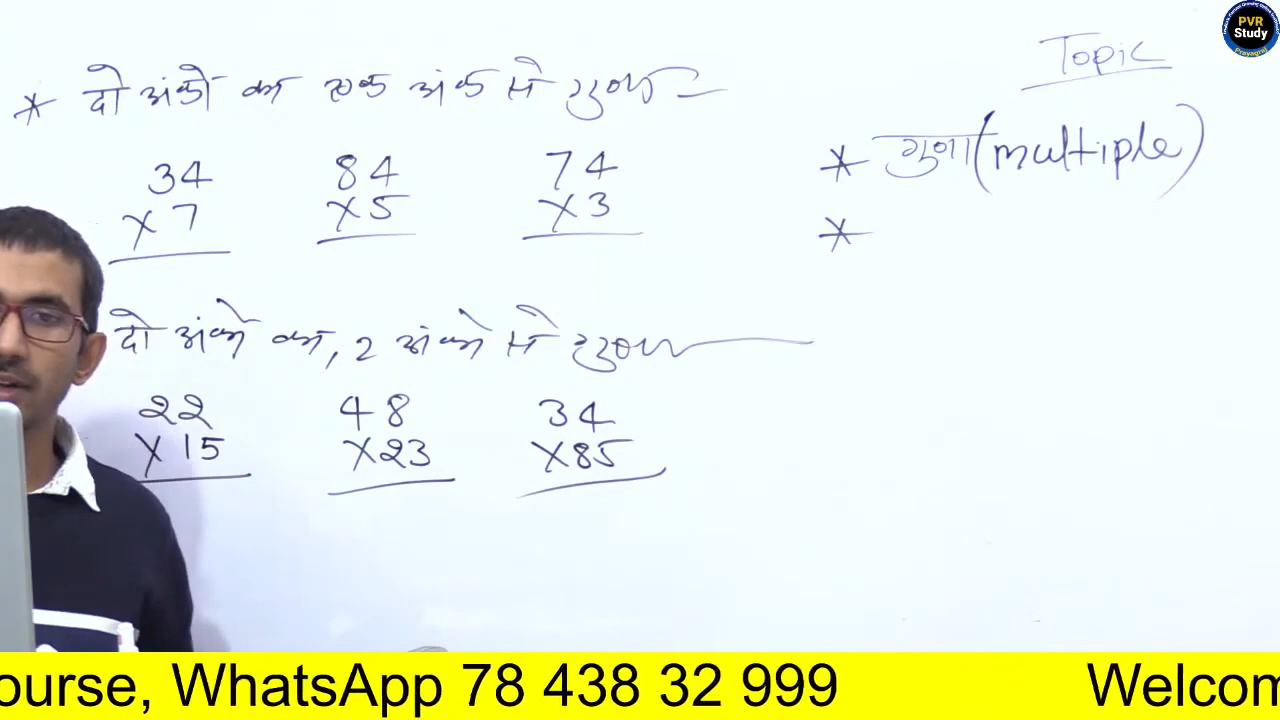 * दो अंको का एक अंक से गुणा
34
x 7
84
x 5
74
x 3
दो अंको का, 2 अंको से गुणा
22
x 15
48
x 23
34
x 85
Topic
* गुणा (multiple)
*
PVR
Study
Prayagraj
ourse, WhatsApp 78 438 32 999 Welcom